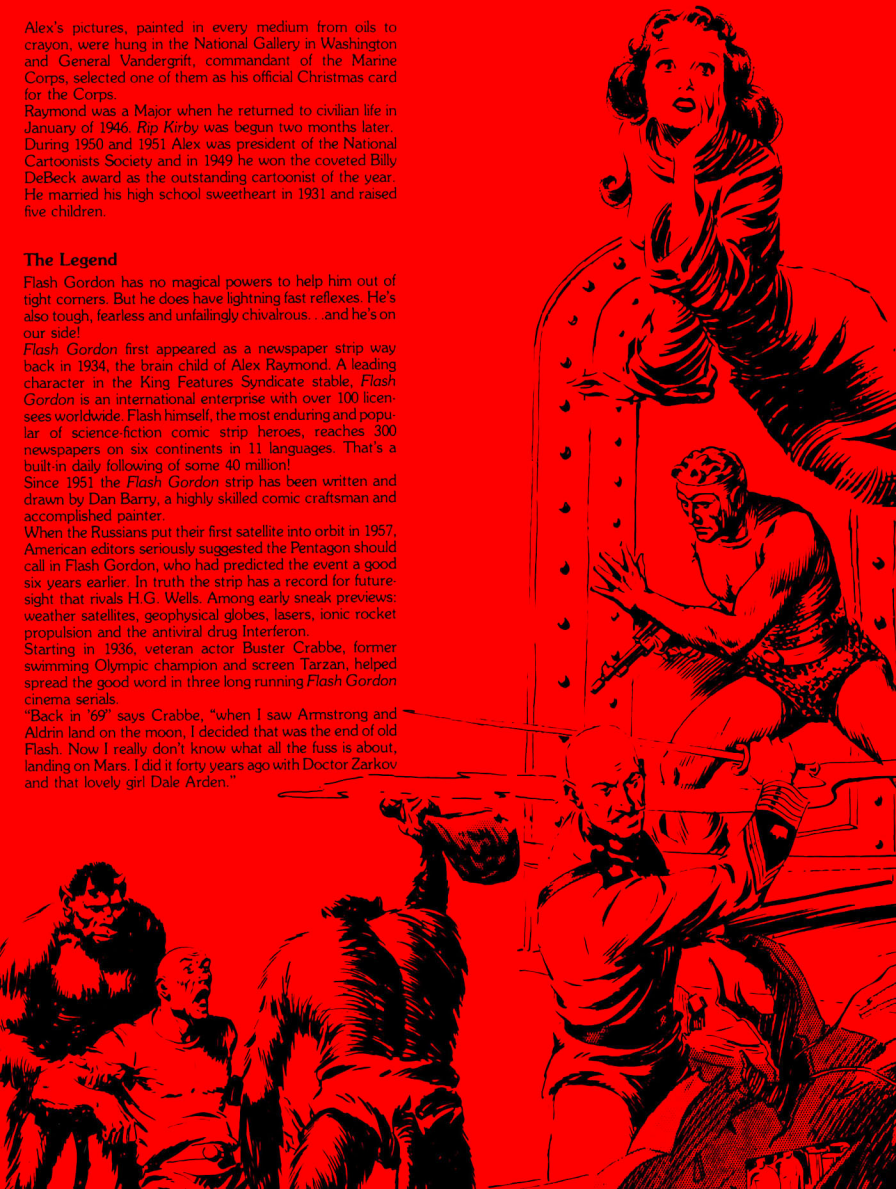 Alex's pictures, painted in every medium from oils to
crayon, were hung in the National Gallery in Washington
and General Vandergrift, commandant of the Marine
Corps, selected one of them as his official Christmas card
for the Corps.
Raymond was a Major when he returned to civilian life in
January of 1946. Rip Kirby was begun two months later.
During 1950 and 1951 Alex was president of the National
Cartoonists Society and in 1949 he won the coveted Billy
DeBeck award as the outstanding cartoonist of the year.
He married his high school sweetheart in 1931 and raised
five children.
The Legend
Flash Gordon has no magical powers to help him out of
tight corners. But he does have lightning fast reflexes. He's
also tough, fearless and unfailingly chivalrous. . .and he's on
our side!
Flash Gordon first appeared as a newspaper strip way
back in 1934, the brain child of Alex Raymond. A leading
character in the King Features Syndicate stable, Flash
Gordon is an international enterprise with over 100 licen-
sees worldwide. Flash himself, the most enduring and popu-
lar of science-fiction comic strip heroes, reaches 300
newspapers on six continents in 11 languages. That's a
built-in daily following of some 40 million!
Since 1951 the Flash Gordon strip has been written and
drawn by Dan Barry, a highly skilled comic craftsman and
accomplished painter.
When the Russians put their first satellite into orbit in 1957,
American editors seriously suggested the Pentagon should
call in Flash Gordon, who had predicted the event a good
six years earlier. In truth the strip has a record for future-
sight that rivals H.G. Wells. Among early sneak previews:
weather satellites, geophysical globes, lasers, ionic rocket
propulsion and the antiviral drug Interferon.
Starting in 1936, veteran actor Buster Crabbe, former
swimming Olympic champion and screen Tarzan, helped
spread the good word in three long running Flash Gordon
cinema serials.
"Back in '69" says Crabbe, "when I saw Armstrong and
Aldrin land on the moon, I decided that was the end of old
Flash. Now I really don't know what all the fuss is about,
landing on Mars. I did it forty years ago with Doctor Zarkov
and that lovely girl Dale Arden."